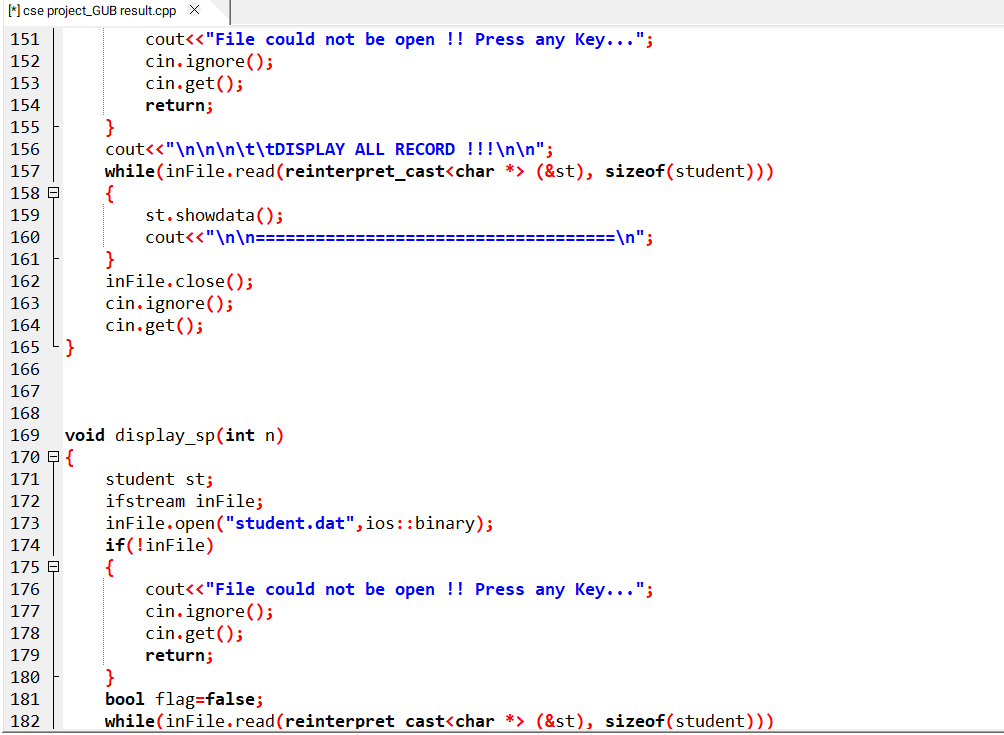 [*] cse project_GUB result.cpp ✕
151 cout<<"File could not be open !! Press any Key...";
152 cin.ignore();
153 cin.get();
154 return;
155 }
156 cout<<"\n\n\n\t\tDISPLAY ALL RECORD !!!\n\n";
157 while(inFile.read(reinterpret_cast<char *> (&st), sizeof(student)))
158 {
159 st.showdata();
160 cout<<"\n\n====================================\n";
161 }
162 inFile.close();
163 cin.ignore();
164 cin.get();
165 }
166
167
168
169 void display_sp(int n)
170 {
171 student st;
172 ifstream inFile;
173 inFile.open("student.dat",ios::binary);
174 if(!inFile)
175 {
176 cout<<"File could not be open !! Press any Key...";
177 cin.ignore();
178 cin.get();
179 return;
180 }
181 bool flag=false;
182 while(inFile.read(reinterpret_cast<char *> (&st), sizeof(student)))